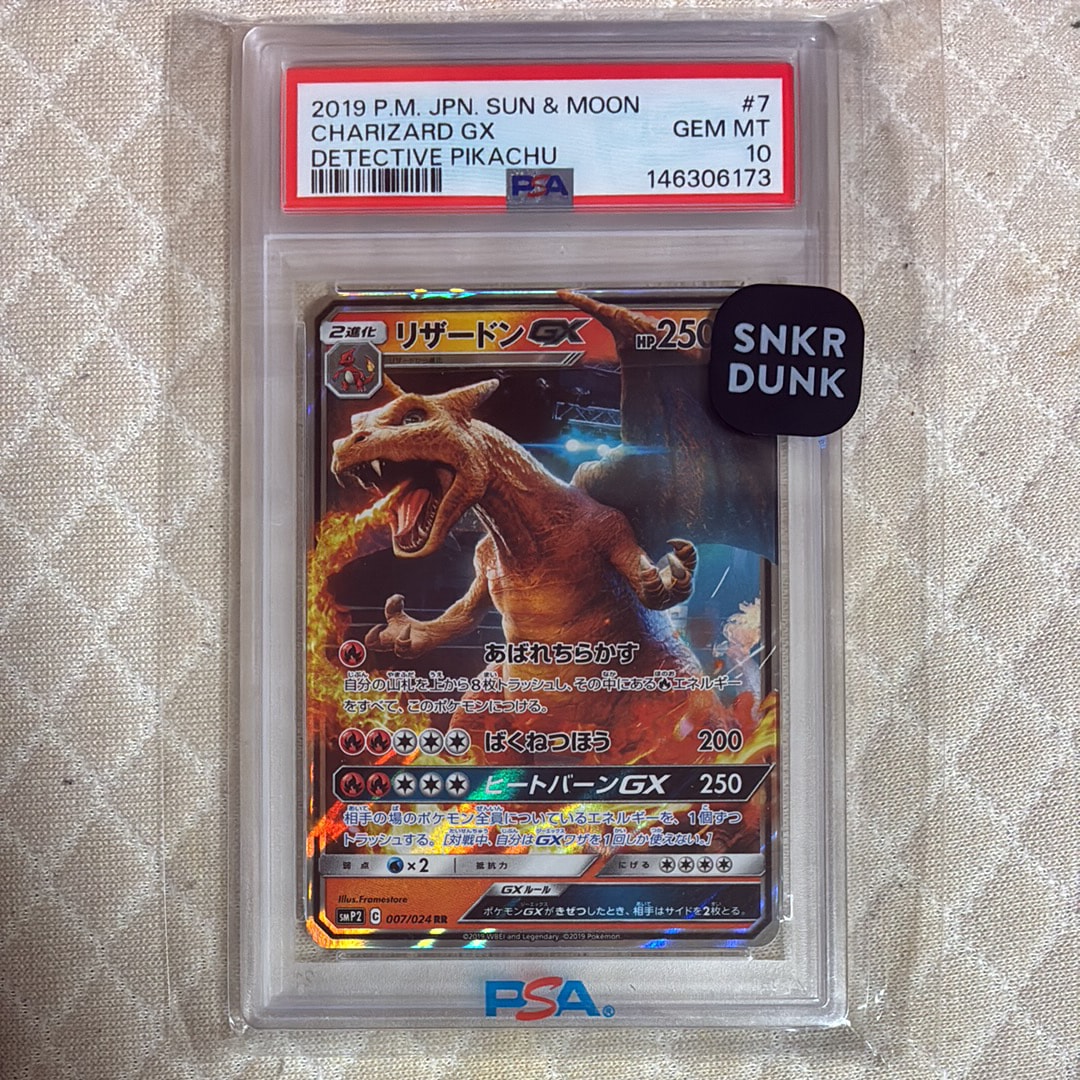 2019 P.M. JPN. SUN & MOON #7
CHARIZARD GX GEM MT
DETECTIVE PIKACHU 10
PSA 146306173
2進化 リザードンGX HP250
リザードから進化
SNKR
DUNK
あばれちらかす
自分の山札を上から8枚トラッシュし、その中にあるエネルギー
をすべて、このポケモンにつける。
ばくねつほう 200
ヒートバーンGX 250
相手の場のポケモン全員についているエネルギーを、1個ずつ
トラッシュする。[対戦中、自分はGXワザを1回しか使えない。]
弱点 ×2 抵抗力 にげる
Illus.Framestore
GXルール
SMP2 C 007/024 RR
ポケモンGXがきぜつしたとき、相手はサイドを2枚とる。
©2019 WBEI and Legendary. ©2019 Pokémon.
PSA®